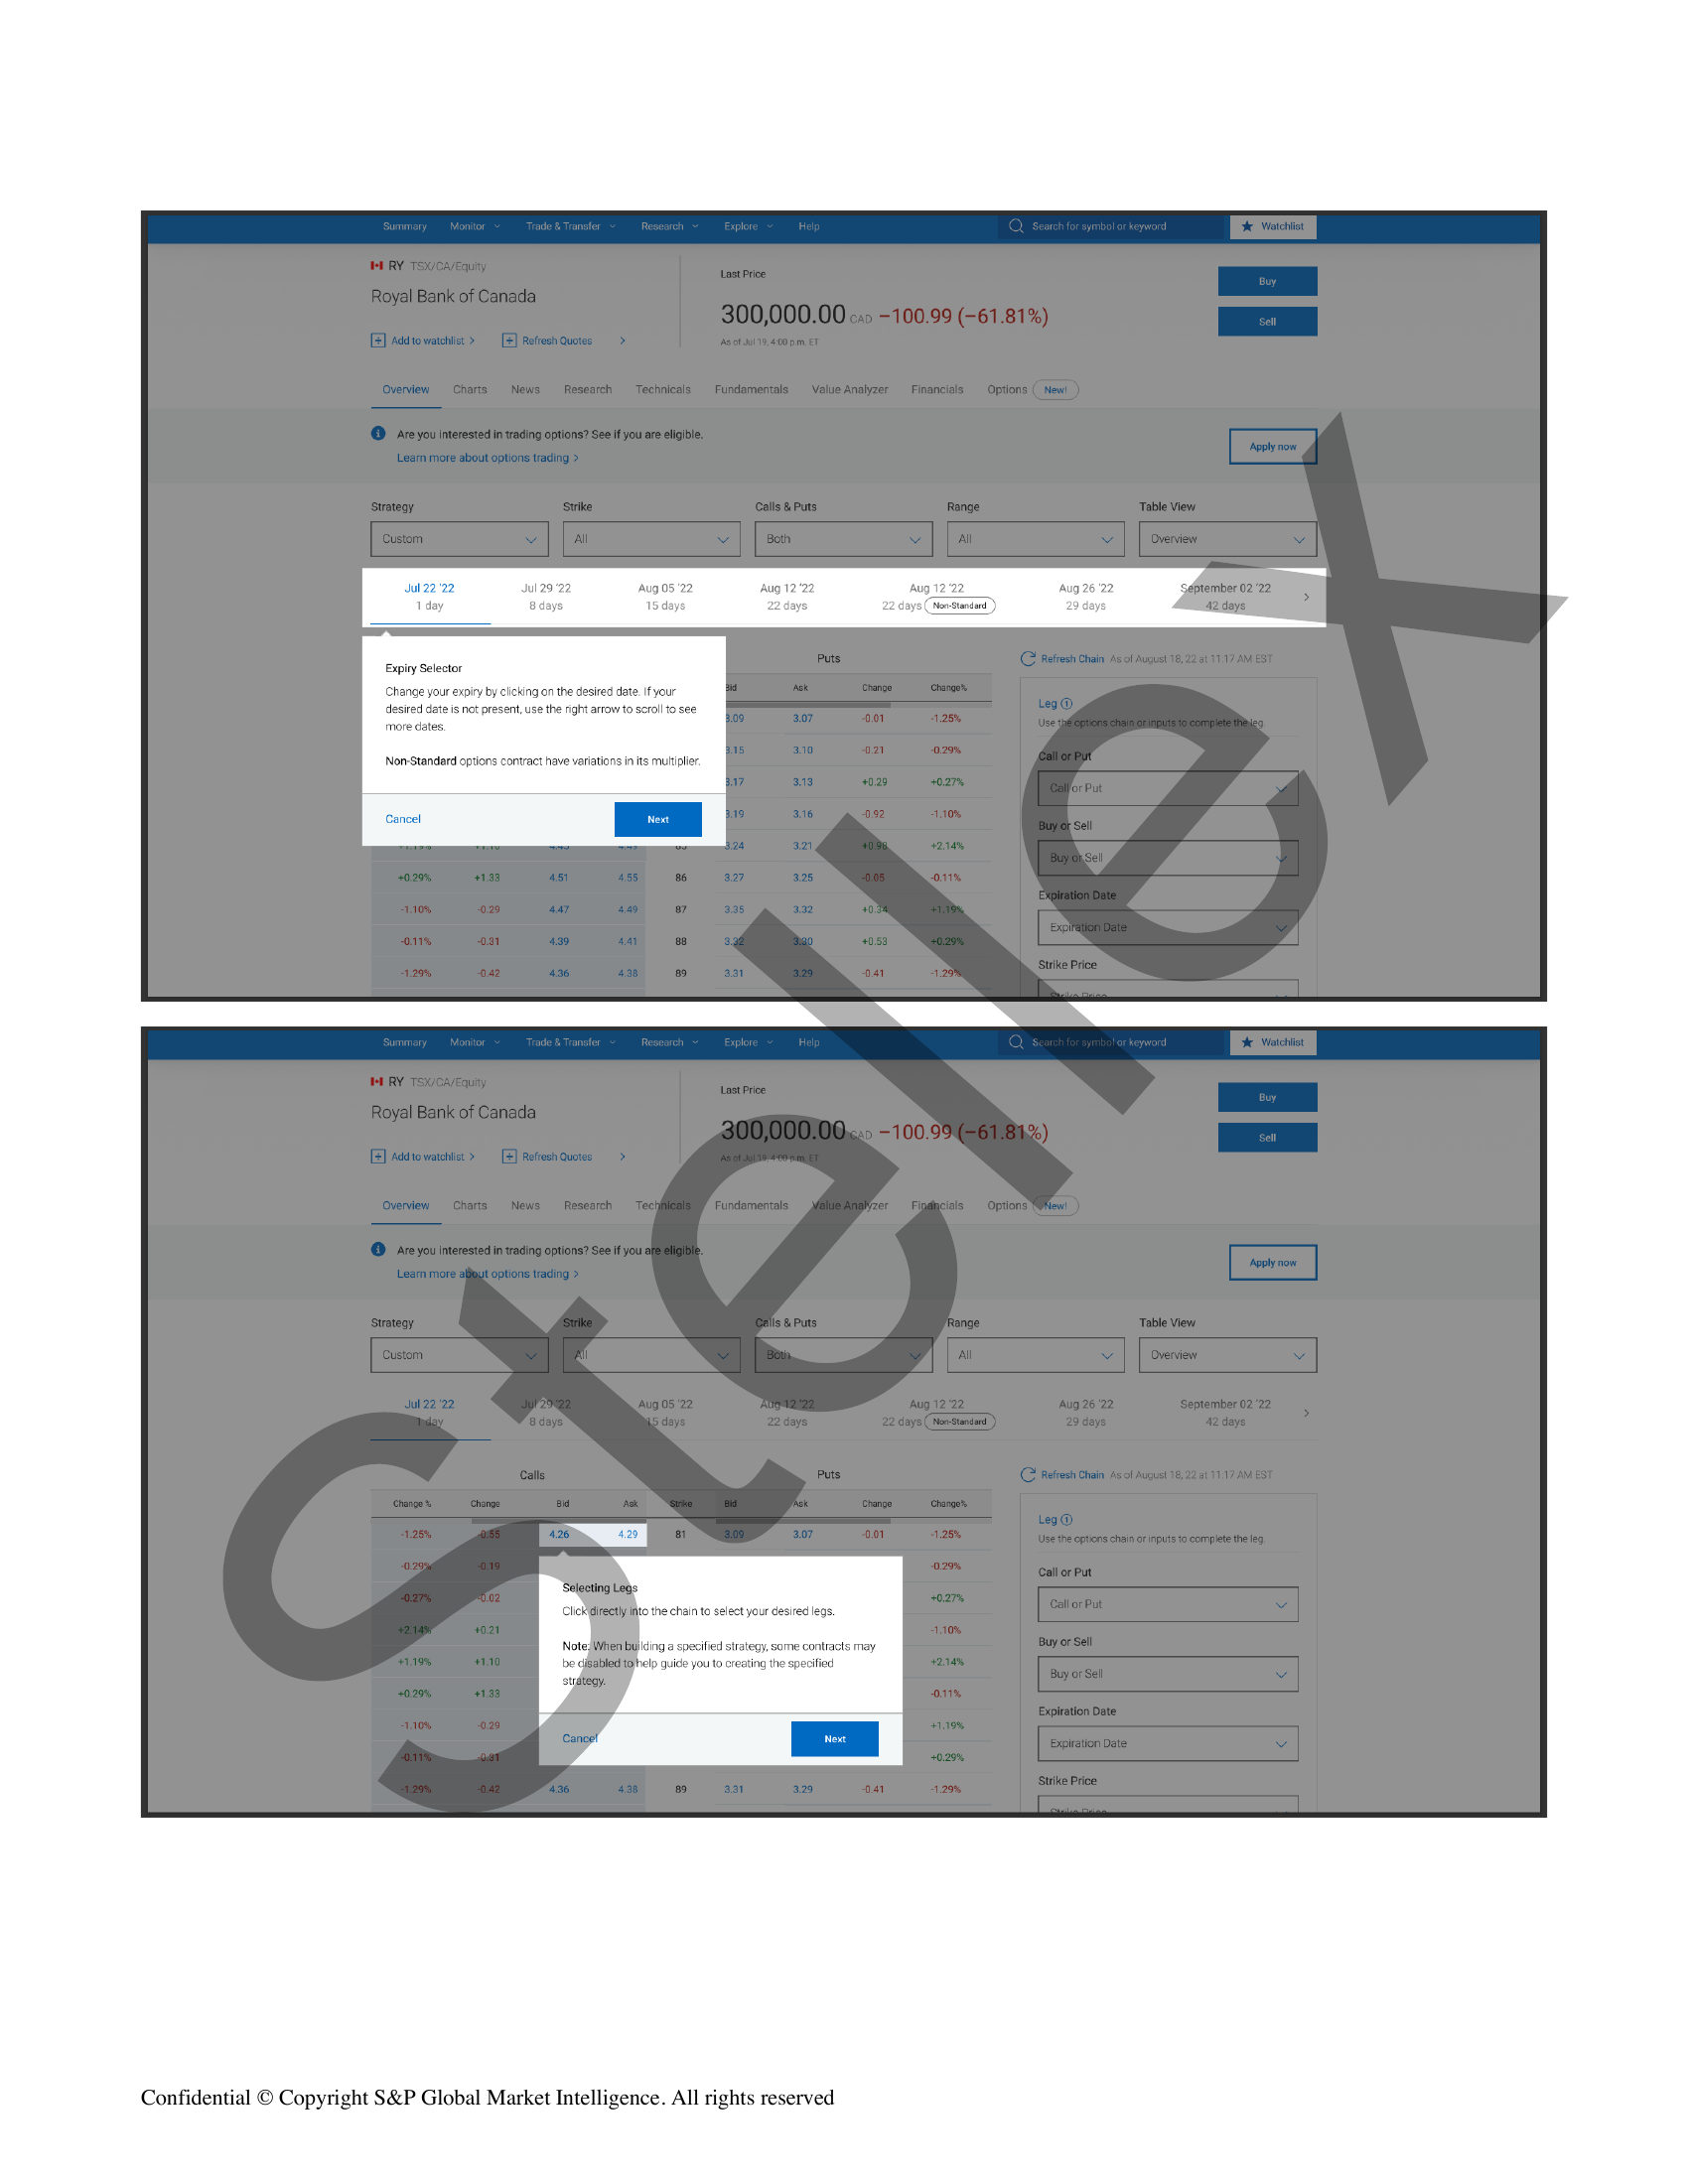 Summary Monitor Trade & Transfer Research Explore Help Search for symbol or keyword Watchlist
RY TSX/CA/Equity
Royal Bank of Canada
Last Price
300,000.00 CAD −100.99 (−61.81%)
As of Jul 19, 4:00 p.m. ET
Buy
Sell
Add to watchlist Refresh Quotes
Overview Charts News Research Technicals Fundamentals Value Analyzer Financials Options New!
Are you interested in trading options? See if you are eligible.
Learn more about options trading
Apply now
Strategy Strike Calls & Puts Range Table View
Custom All Both All Overview
Jul 22 '22 Jul 29 '22 Aug 05 '22 Aug 12 '22 Aug 12 '22 Aug 26 '22 September 02 '22
1 day 8 days 15 days 22 days 22 days Non-Standard 29 days 42 days
Expiry Selector
Change your expiry by clicking on the desired date. If your
desired date is not present, use the right arrow to scroll to see
more dates.
Non-Standard options contract have variations in its multiplier.
Cancel Next
Puts
Bid Ask Change Change%
3.09 3.07 -0.01 -1.25%
3.15 3.10 -0.21 -0.29%
3.17 3.13 +0.29 +0.27%
3.19 3.16 -0.92 -1.10%
+1.19% +1.10 4.45 4.49 85 3.24 3.21 +0.98 +2.14%
+0.29% +1.33 4.51 4.55 86 3.27 3.25 -0.05 -0.11%
-1.10% -0.29 4.47 4.49 87 3.35 3.32 +0.34 +1.19%
-0.11% -0.31 4.39 4.41 88 3.32 3.30 +0.53 +0.29%
-1.29% -0.42 4.36 4.38 89 3.31 3.29 -0.41 -1.29%
Refresh Chain As of August 18, 22 at 11.17 AM EST
Leg 1
Use the options chain or inputs to complete the leg.
Call or Put
Call or Put
Buy or Sell
Buy or Sell
Expiration Date
Expiration Date
Strike Price
Strike Price
Summary Monitor Trade & Transfer Research Explore Help Search for symbol or keyword Watchlist
RY TSX/CA/Equity
Royal Bank of Canada
Last Price
300,000.00 CAD −100.99 (−61.81%)
As of Jul 19, 4:00 p.m. ET
Buy
Sell
Add to watchlist Refresh Quotes
Overview Charts News Research Technicals Fundamentals Value Analyzer Financials Options New!
Are you interested in trading options? See if you are eligible.
Learn more about options trading
Apply now
Strategy Strike Calls & Puts Range Table View
Custom All Both All Overview
Jul 22 '22 Jul 29 '22 Aug 05 '22 Aug 12 '22 Aug 12 '22 Aug 26 '22 September 02 '22
1 day 8 days 15 days 22 days 22 days Non-Standard 29 days 42 days
Calls Puts
Change % Change Bid Ask Strike Bid Ask Change Change%
-1.25% -0.55 4.26 4.29 81 3.09 3.07 -0.01 -1.25%
-0.29% -0.19 -0.29%
-0.27% -0.02 +0.27%
+2.14% +0.21 -1.10%
+1.19% +1.10 +2.14%
+0.29% +1.33 -0.11%
-1.10% -0.29 +1.19%
-0.11% -0.31 +0.29%
-1.29% -0.42 4.36 4.38 89 3.31 3.29 -0.41 -1.29%
Selecting Legs
Click directly into the chain to select your desired legs.
Note: When building a specified strategy, some contracts may
be disabled to help guide you to creating the specified
strategy.
Cancel Next
Refresh Chain As of August 18, 22 at 11.17 AM EST
Leg 1
Use the options chain or inputs to complete the leg.
Call or Put
Call or Put
Buy or Sell
Buy or Sell
Expiration Date
Expiration Date
Strike Price
Strike Price
Stellex
Confidential © Copyright S&P Global Market Intelligence. All rights reserved